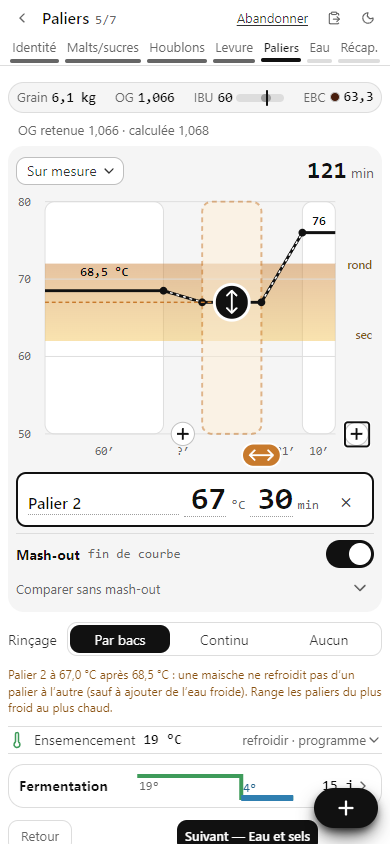 Paliers 5/7
Abandonner
Identité Malts/sucres Houblons Levure Paliers Eau Récap.
Grain 6,1 kg OG 1,066 IBU 60 EBC 63,3
OG retenue 1,066 · calculée 1,068
Sur mesure
121 min
80
76
68,5 °C
rond
70
sec
60
50
60′ ?′ 1′ 10′
Palier 2 67 °C 30 min ×
Mash-out fin de courbe
Comparer sans mash-out
Rinçage Par bacs Continu Aucun
Palier 2 à 67,0 °C après 68,5 °C : une maische ne refroidit pas d'un
palier à l'autre (sauf à ajouter de l'eau froide). Range les paliers du plus
froid au plus chaud.
Ensemencement 19 °C refroidir · programme
Fermentation 19° 4° 15 j
Retour
Suivant — Eau et sels